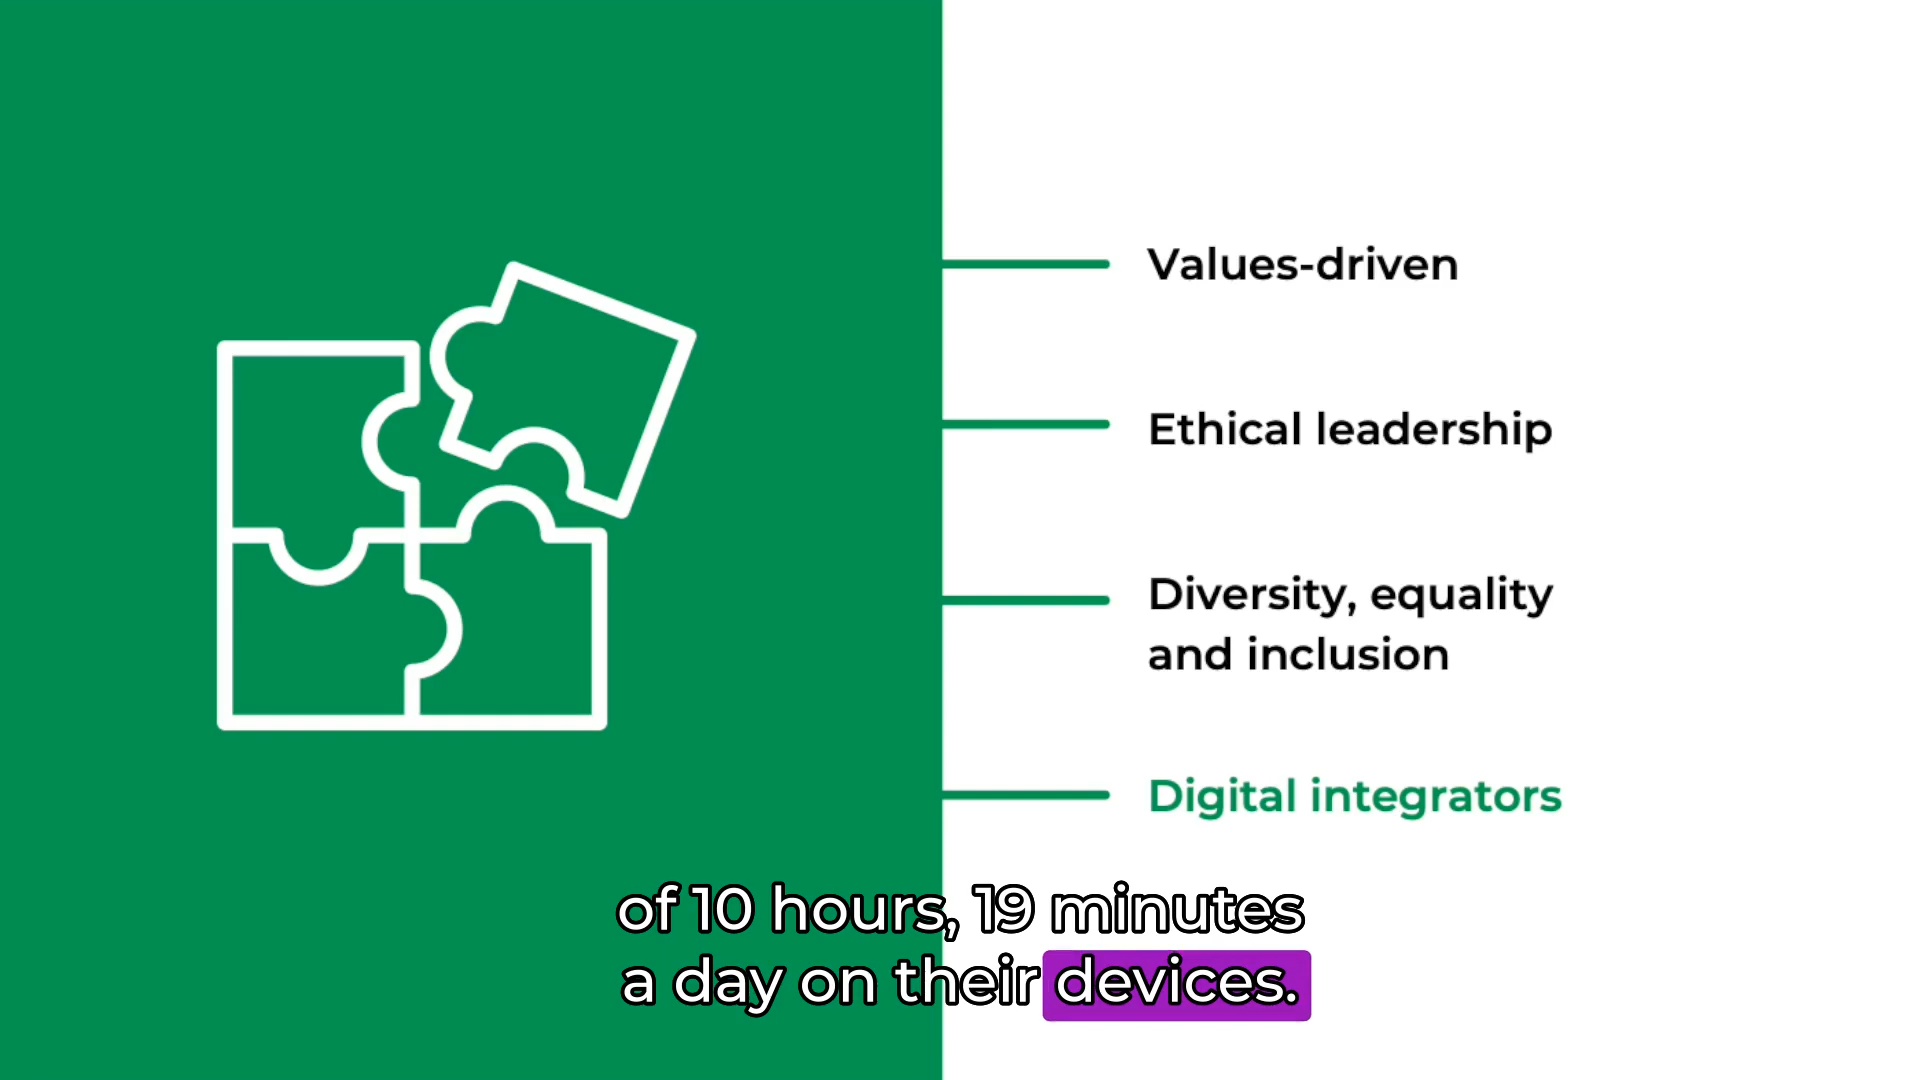 Values-driven
Ethical leadership
Diversity, equality
and inclusion
Digital integrators
of 10 hours, 19 minutes
a day on their devices.